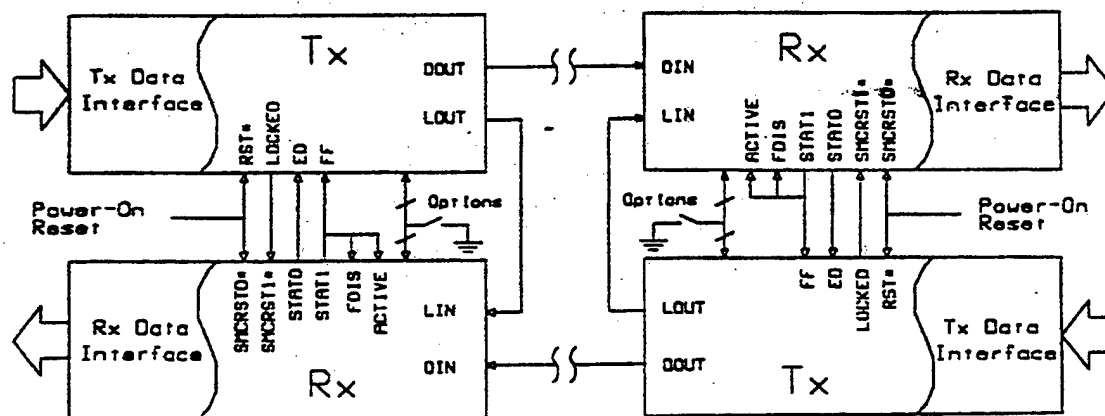 Tx
Rx
Tx Data
Interface
DOUT
LOUT
DIN
LIN
Rx Data
Interface
RST*
LOCKED
ED
FF
ACTIVE
FDIS
STAT1
STAT0
SMCRST1*
SMCRST0*
Power-On
Reset
Options
Options
Power-On
Reset
SMCRST0*
SMCRST1*
STAT0
STAT1
FDIS
ACTIVE
FF
ED
LOCKED
RST*
Rx Data
Interface
LIN
DIN
LOUT
DOUT
Tx Data
Interface
Rx
Tx